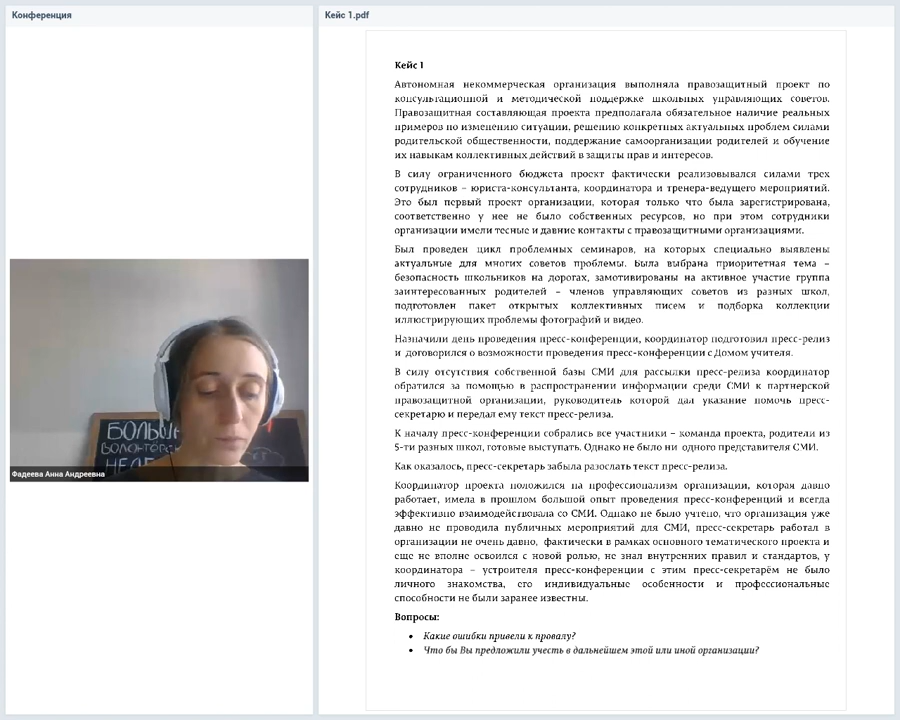 Конференция
Кейс 1.pdf
БОЛЬШ
ВОЛОНТЕРС
НЕДЕ
Фадеева Анна Андреевна
Кейс 1
Автономная некоммерческая организация выполняла правозащитный проект по
консультационной и методической поддержке школьных управляющих советов.
Правозащитная составляющая проекта предполагала обязательное наличие реальных
примеров по изменению ситуации, решению конкретных актуальных проблем силами
родительской общественности, поддержание самоорганизации родителей и обучение
их навыкам коллективных действий в защиты прав и интересов.
В силу ограниченного бюджета проект фактически реализовывался силами трех
сотрудников – юриста-консультанта, координатора и тренера-ведущего мероприятий.
Это был первый проект организации, которая только что была зарегистрирована,
соответственно у нее не было собственных ресурсов, но при этом сотрудники
организации имели тесные и давние контакты с правозащитными организациями.
Был проведен цикл проблемных семинаров, на которых специально выявлены
актуальные для многих советов проблемы. Была выбрана приоритетная тема –
безопасность школьников на дорогах, замотивированы на активное участие группа
заинтересованных родителей – членов управляющих советов из разных школ,
подготовлен пакет открытых коллективных писем и подборка коллекции
иллюстрирующих проблемы фотографий и видео.
Назначили день проведения пресс-конференции, координатор подготовил пресс-релиз
и договорился о возможности проведения пресс-конференции с Домом учителя.
В силу отсутствия собственной базы СМИ для рассылки пресс-релиза координатор
обратился за помощью в распространении информации среди СМИ к партнерской
правозащитной организации, руководитель которой дал указание помочь пресс-
секретарю и передал ему текст пресс-релиза.
К началу пресс-конференции собрались все участники – команда проекта, родители из
5-ти разных школ, готовые выступать. Однако не было ни одного представителя СМИ.
Как оказалось, пресс-секретарь забыла разослать текст пресс-релиза.
Координатор проекта положился на профессионализм организации, которая давно
работает, имела в прошлом большой опыт проведения пресс-конференций и всегда
эффективно взаимодействовала со СМИ. Однако не было учтено, что организация уже
давно не проводила публичных мероприятий для СМИ, пресс-секретарь работал в
организации не очень давно, фактически в рамках основного тематического проекта и
еще не вполне освоился с новой ролью, не знал внутренних правил и стандартов, у
координатора – устроителя пресс-конференции с этим пресс-секретарём не было
личного знакомства, его индивидуальные особенности и профессиональные
способности не были заранее известны.
Вопросы:
• Какие ошибки привели к провалу?
• Что бы Вы предложили учесть в дальнейшем этой или иной организации?